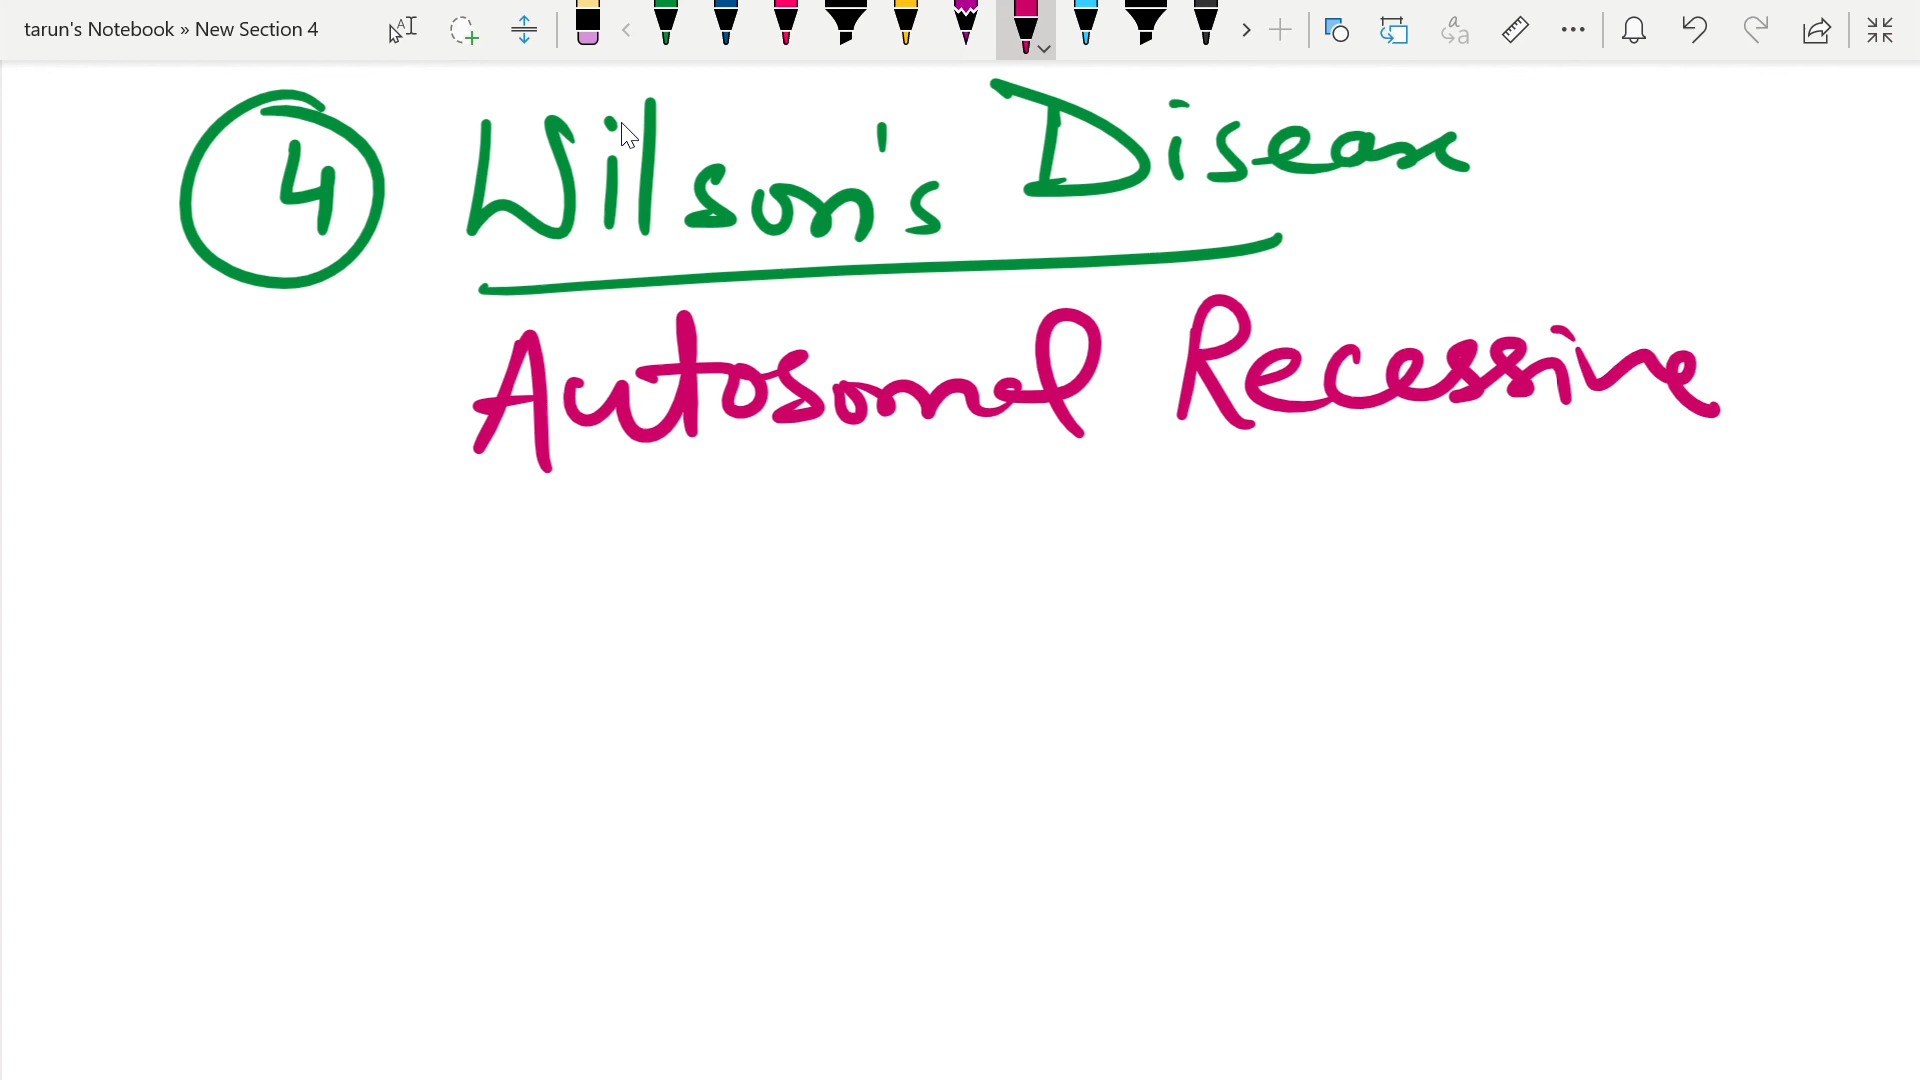 tarun's Notebook » New Section 4
4 Wilson's Disease
Autosomal Recessive